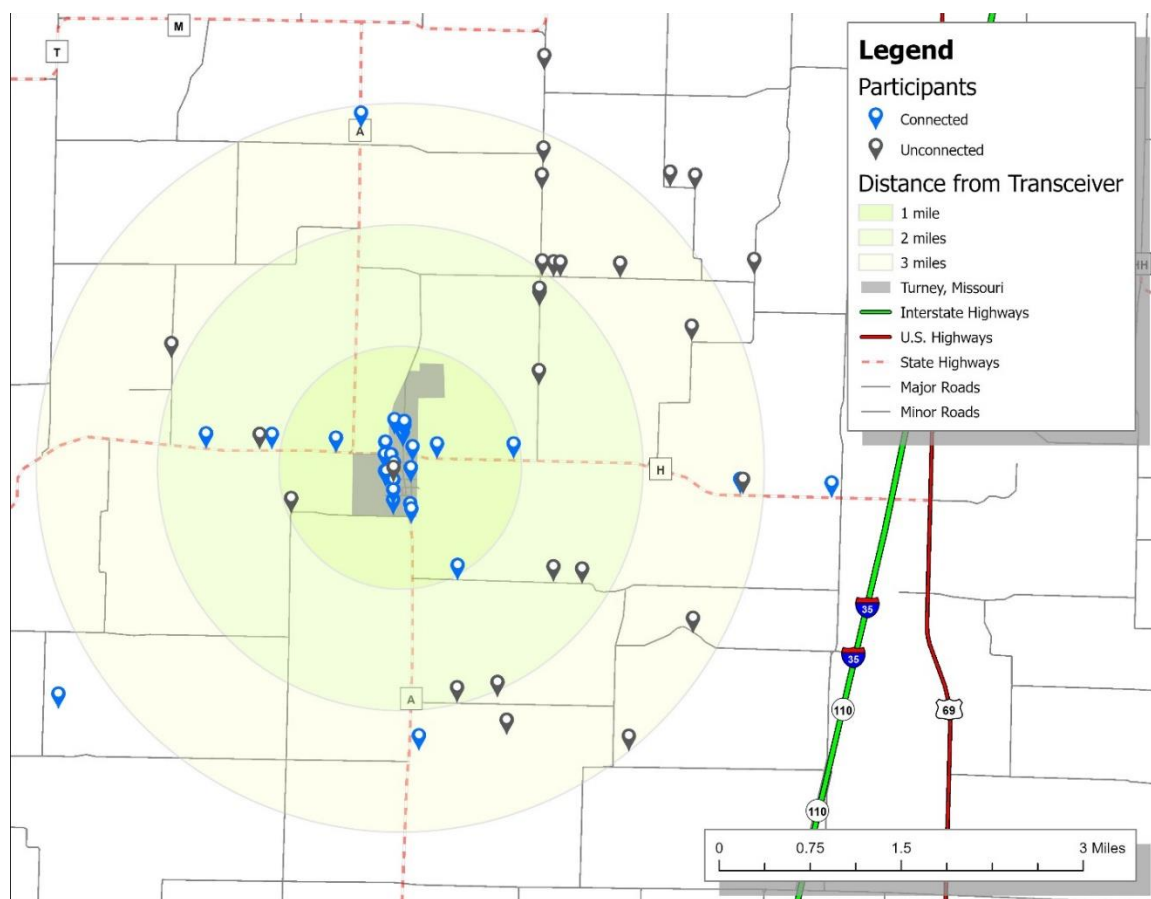 M
T
A
Legend
Participants
Connected
Unconnected
Distance from Transceiver
1 mile
2 miles
3 miles
Turney, Missouri
Interstate Highways
U.S. Highways
State Highways
Major Roads
Minor Roads
HH
H
35
35
A
110
69
110
0 0.75 1.5 3 Miles